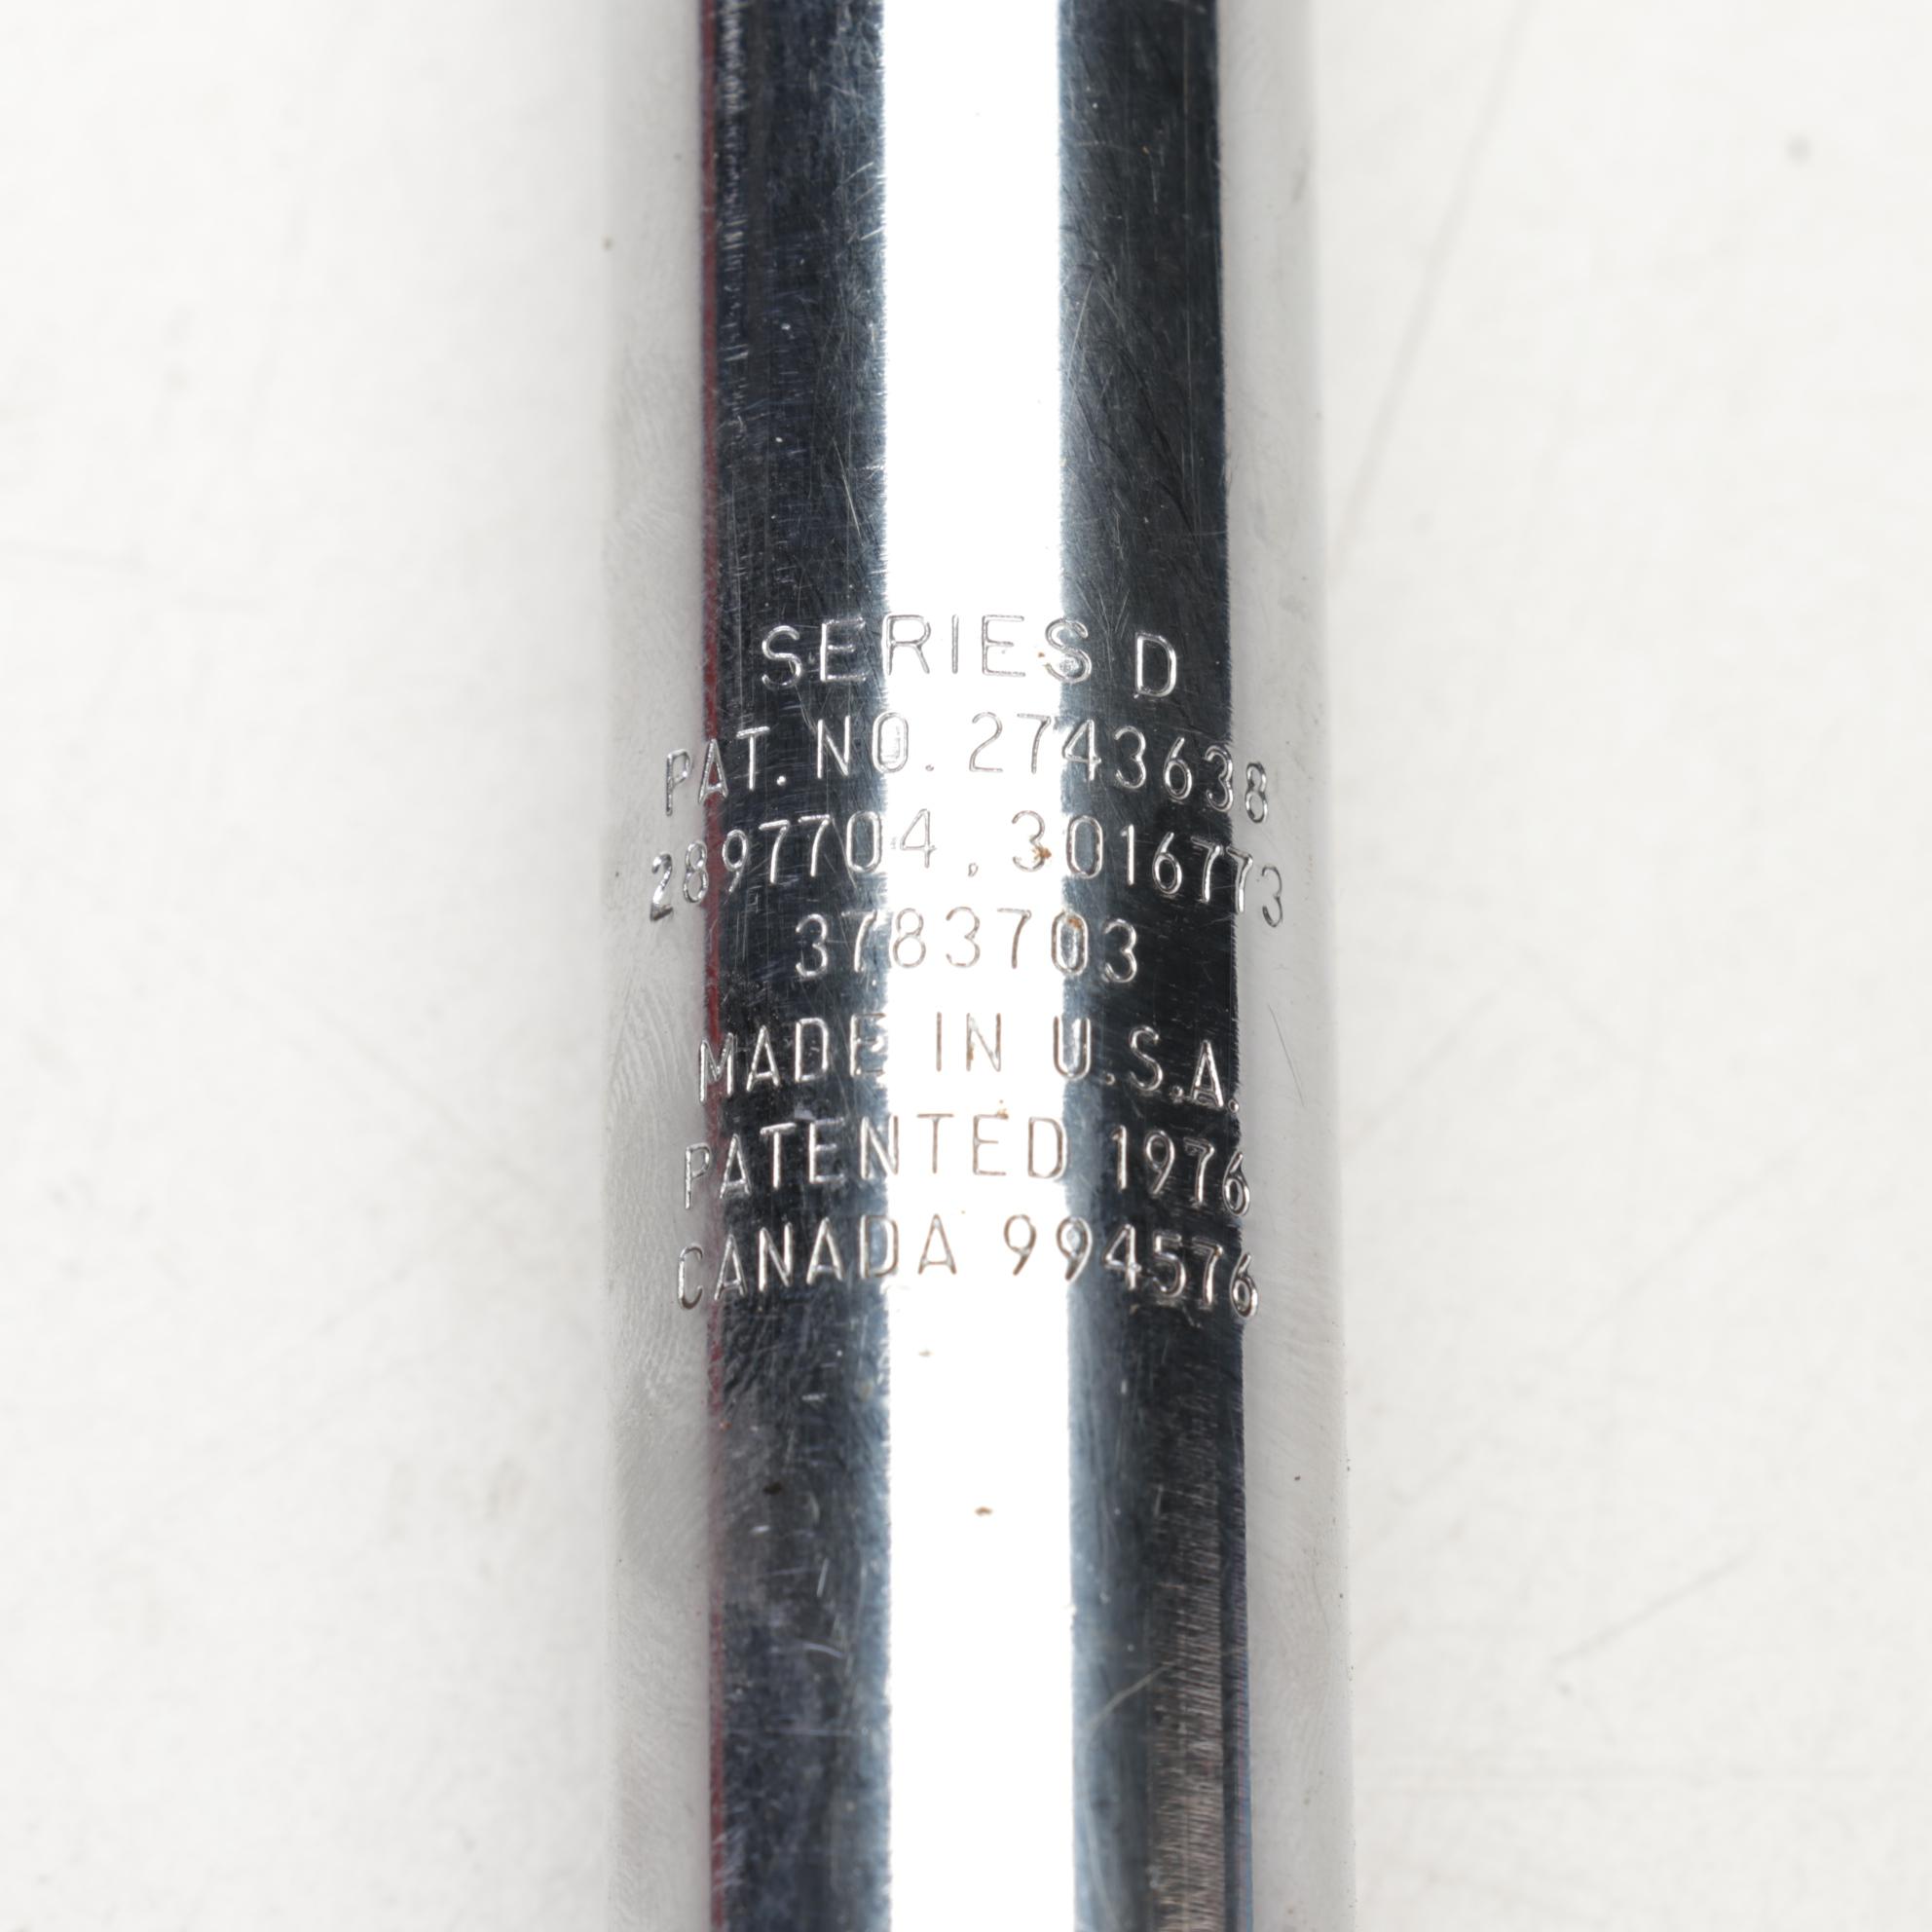 SERIES D
PAT. NO. 2743638
2897704, 3016773
3783703
MADE IN U.S.A.
PATENTED 1976
CANADA 994576